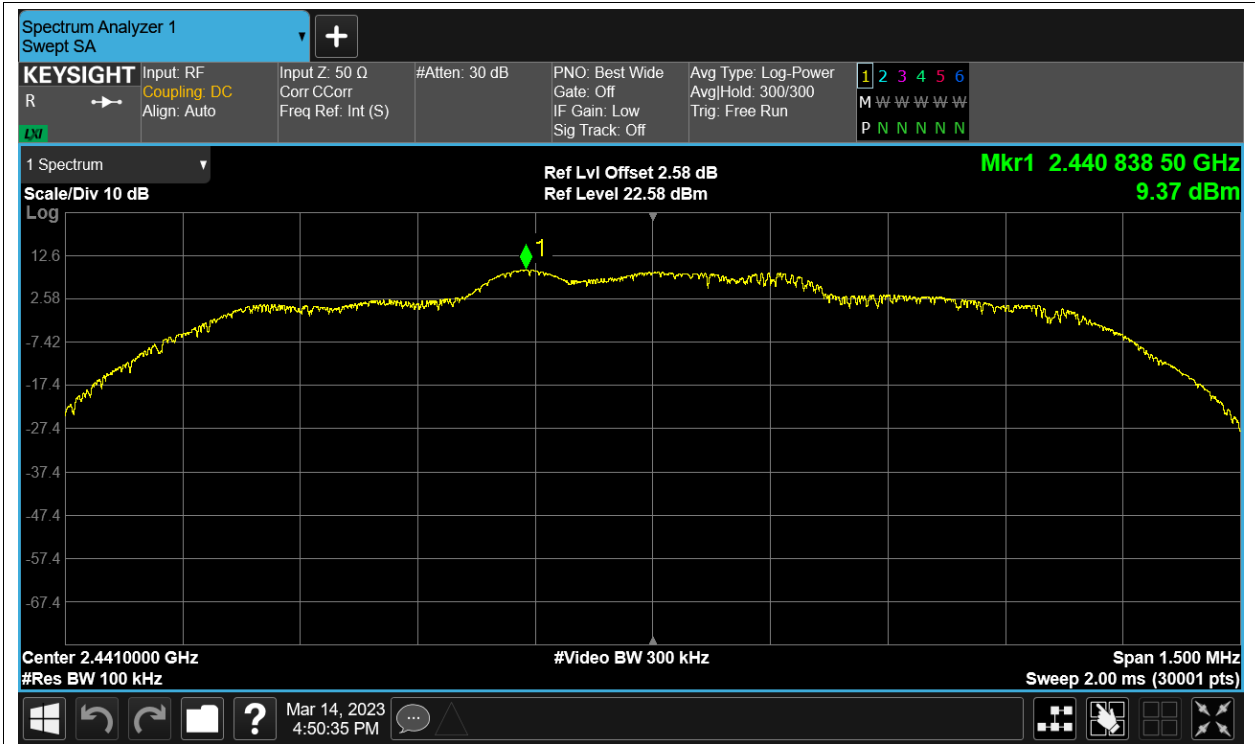 Spectrum Analyzer 1
Swept SA
KEYSIGHT
R
LXI
Input: RF
Coupling: DC
Align: Auto
Input Z: 50 Ω
Corr CCorr
Freq Ref: Int (S)
#Atten: 30 dB
PNO: Best Wide
Gate: Off
IF Gain: Low
Sig Track: Off
Avg Type: Log-Power
Avg|Hold: 300/300
Trig: Free Run
1 2 3 4 5 6
M W W W W W W
P N N N N N
1 Spectrum
Scale/Div 10 dB
Ref Lvl Offset 2.58 dB
Ref Level 22.58 dBm
Mkr1 2.440 838 50 GHz
9.37 dBm
Log
1
12.6
2.58
-7.42
-17.4
-27.4
-37.4
-47.4
-57.4
-67.4
Center 2.4410000 GHz
#Video BW 300 kHz
Span 1.500 MHz
#Res BW 100 kHz
Sweep 2.00 ms (30001 pts)
?
Mar 14, 2023
4:50:35 PM